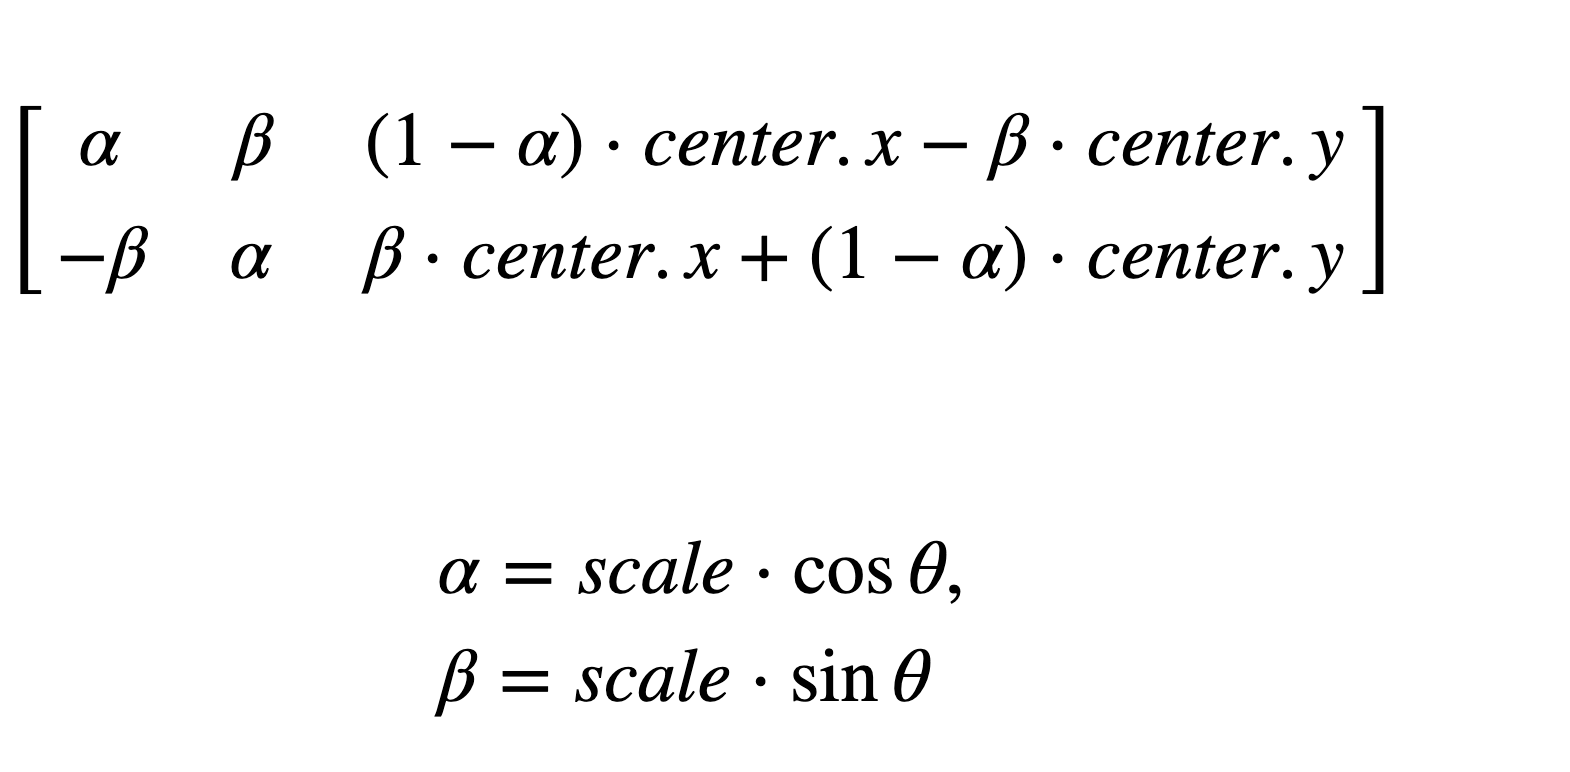 [ α β (1 − α) · center. x − β · center. y ]
[ −β α β · center. x + (1 − α) · center. y ]
α = scale · cos θ,
β = scale · sin θ